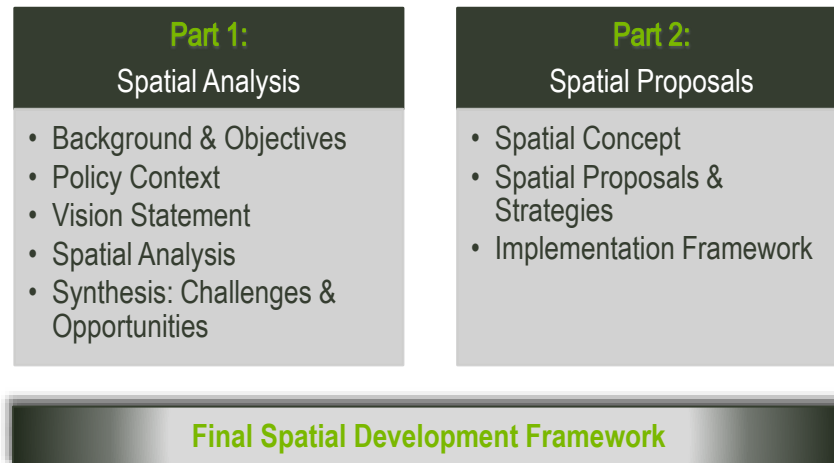 Part 1:
Spatial Analysis
• Background & Objectives
• Policy Context
• Vision Statement
• Spatial Analysis
• Synthesis: Challenges &
Opportunities
Part 2:
Spatial Proposals
• Spatial Concept
• Spatial Proposals &
Strategies
• Implementation Framework
Final Spatial Development Framework